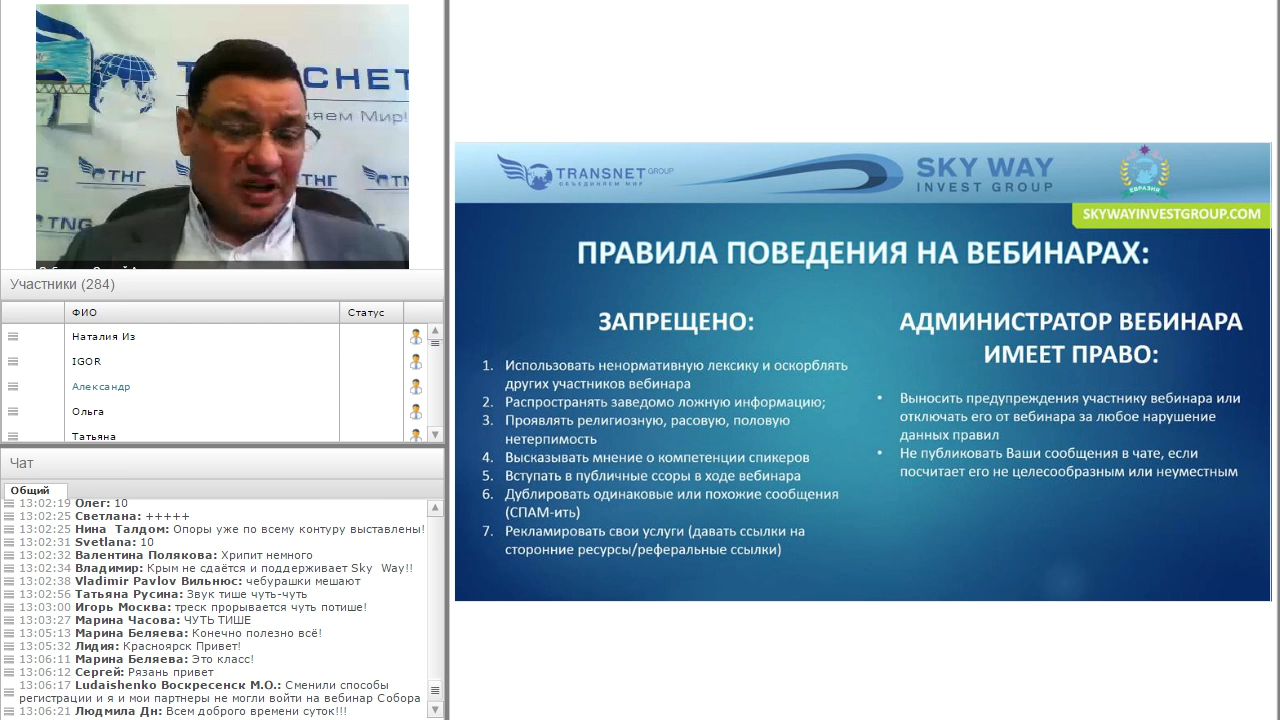 CHET
няем Мир!
ТНГ
ТНГ
TNG
TNG
Участники (284)
ФИО
Статус
Наталия Из
IGOR
Александр
Ольга
Татьяна
Чат
Общий
13:02:19 Олег: 10
13:02:25 Светлана: +++++
13:02:25 Нина Талдом: Опоры уже по всему контуру выставлены!
13:02:31 Svetlana: 10
13:02:32 Валентина Полякова: Хрипит немного
13:02:34 Владимир: Крым не сдаётся и поддерживает Sky Way!!
13:02:38 Vladimir Pavlov Вильнюс: чебурашки мешают
13:02:56 Татьяна Русина: Звук тише чуть-чуть
13:03:00 Игорь Москва: треск прорывается чуть потише!
13:03:27 Марина Часова: ЧУТЬ ТИШЕ
13:05:13 Марина Беляева: Конечно полезно всё!
13:05:32 Лидия: Красноярск Привет!
13:06:11 Марина Беляева: Это класс!
13:06:12 Сергей: Рязань привет
13:06:17 Ludaishenko Воскресенск М.О.: Сменили способы
регистрации и я и мои партнеры не могли войти на вебинар Собора
13:06:21 Людмила Дн: Всем доброго времени суток!!!
TRANSNET GROUP
ОБЪЕДИНЯЕМ МИР
SKY WAY
INVEST GROUP
ЕВРАЗИЯ
SKYWAYINVESTGROUP.COM
ПРАВИЛА ПОВЕДЕНИЯ НА ВЕБИНАРАХ:
ЗАПРЕЩЕНО:
1. Использовать ненормативную лексику и оскорблять
других участников вебинара
2. Распространять заведомо ложную информацию;
3. Проявлять религиозную, расовую, половую
нетерпимость
4. Высказывать мнение о компетенции спикеров
5. Вступать в публичные ссоры в ходе вебинара
6. Дублировать одинаковые или похожие сообщения
(СПАМ-ить)
7. Рекламировать свои услуги (давать ссылки на
сторонние ресурсы/реферальные ссылки)
АДМИНИСТРАТОР ВЕБИНАРА
ИМЕЕТ ПРАВО:
• Выносить предупреждения участнику вебинара или
отключать его от вебинара за любое нарушение
данных правил
• Не публиковать Ваши сообщения в чате, если
посчитает его не целесообразным или неуместным